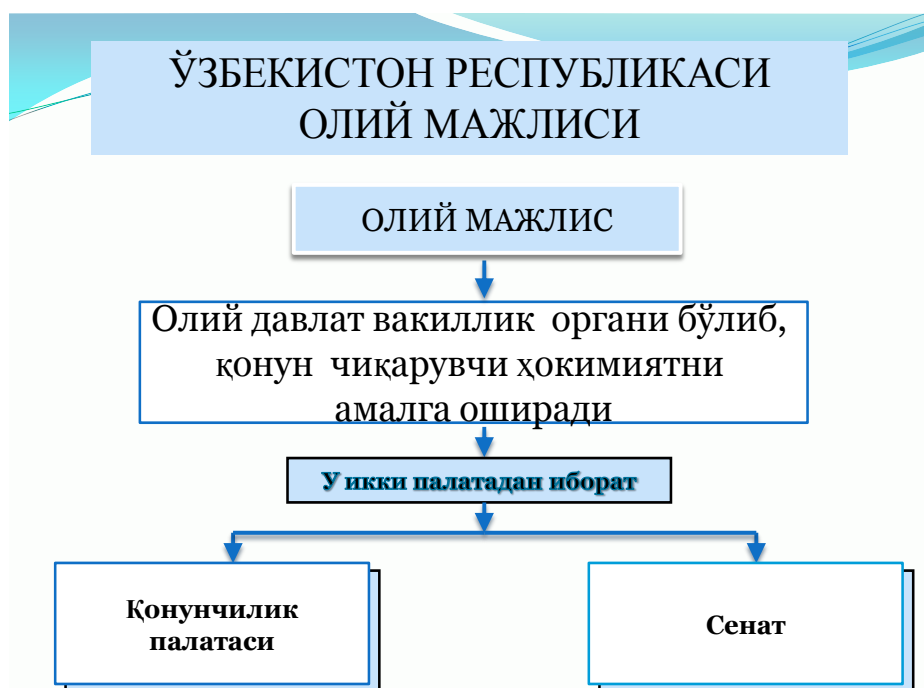 ЎЗБЕКИСТОН РЕСПУБЛИКАСИ
ОЛИЙ МАЖЛИСИ
ОЛИЙ МАЖЛИС
Олий давлат вакиллик органи бўлиб,
қонун чиқарувчи ҳокимиятни
амалга оширади
У икки палатадан иборат
Қонунчилик
палатаси
Сенат